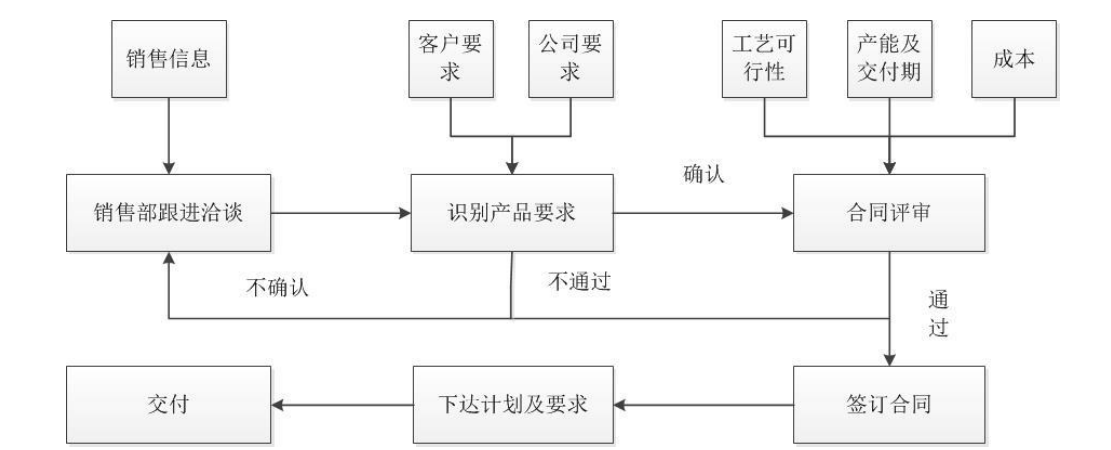 销售信息
客户要
求
公司要
求
工艺可
行性
产能及
交付期
成本
确认
销售部跟进洽谈
识别产品要求
合同评审
不确认
不通过
通
过
交付
下达计划及要求
签订合同